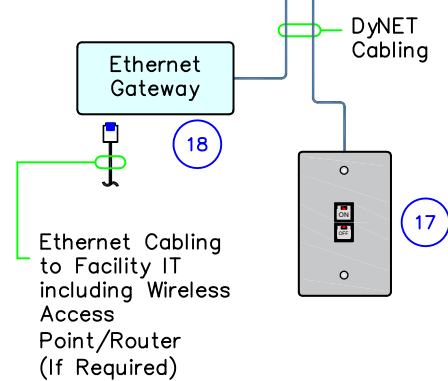 DyNET
Cabling
Ethernet
Gateway
18
ON
OFF
17
Ethernet Cabling
to Facility IT
including Wireless
Access
Point/Router
(If Required)